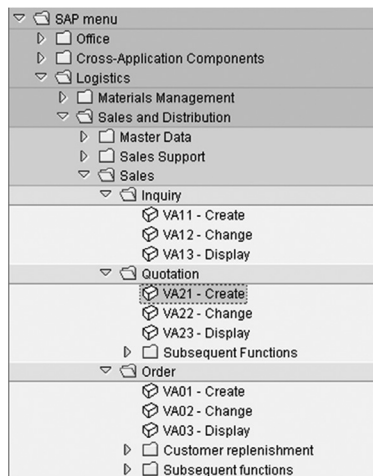 SAP menu
Office
Cross-Application Components
Logistics
Materials Management
Sales and Distribution
Master Data
Sales Support
Sales
Inquiry
VA11 - Create
VA12 - Change
VA13 - Display
Quotation
VA21 - Create
VA22 - Change
VA23 - Display
Subsequent Functions
Order
VA01 - Create
VA02 - Change
VA03 - Display
Customer replenishment
Subsequent functions